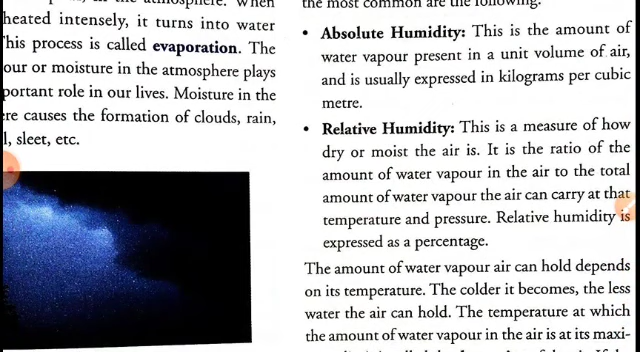 heated intensely, it turns into water
This process is called evaporation. The
our or moisture in the atmosphere plays
portant role in our lives. Moisture in the
ere causes the formation of clouds, rain,
l, sleet, etc.
the most common are the following:
• Absolute Humidity: This is the amount of
water vapour present in a unit volume of air,
and is usually expressed in kilograms per cubic
metre.
• Relative Humidity: This is a measure of how
dry or moist the air is. It is the ratio of the
amount of water vapour in the air to the total
amount of water vapour the air can carry at that
temperature and pressure. Relative humidity is
expressed as a percentage.
The amount of water vapour air can hold depends
on its temperature. The colder it becomes, the less
water the air can hold. The temperature at which
the amount of water vapour in the air is at its maxi-